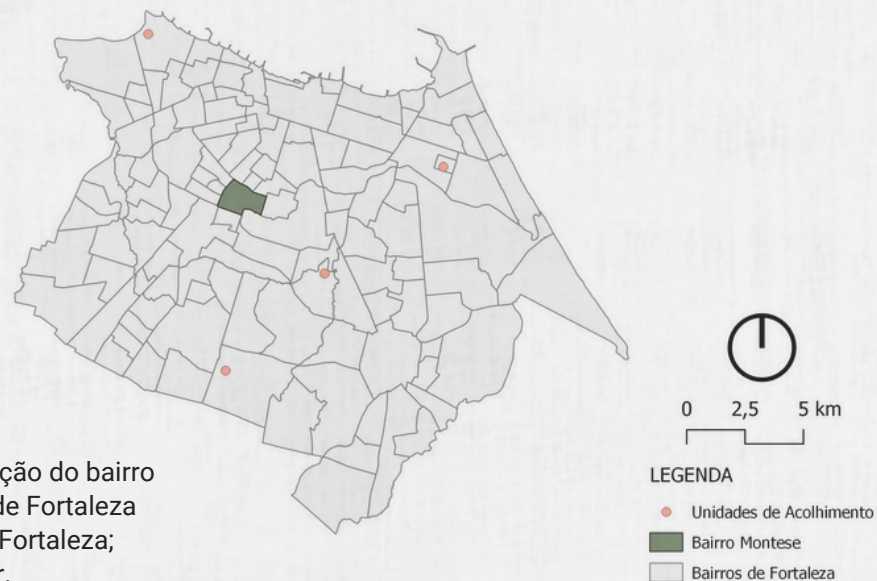 0 2,5 5 km
LEGENDA
Unidades de Acolhimento
Bairro Montese
Bairros de Fortaleza
ção do bairro
de Fortaleza
Fortaleza;